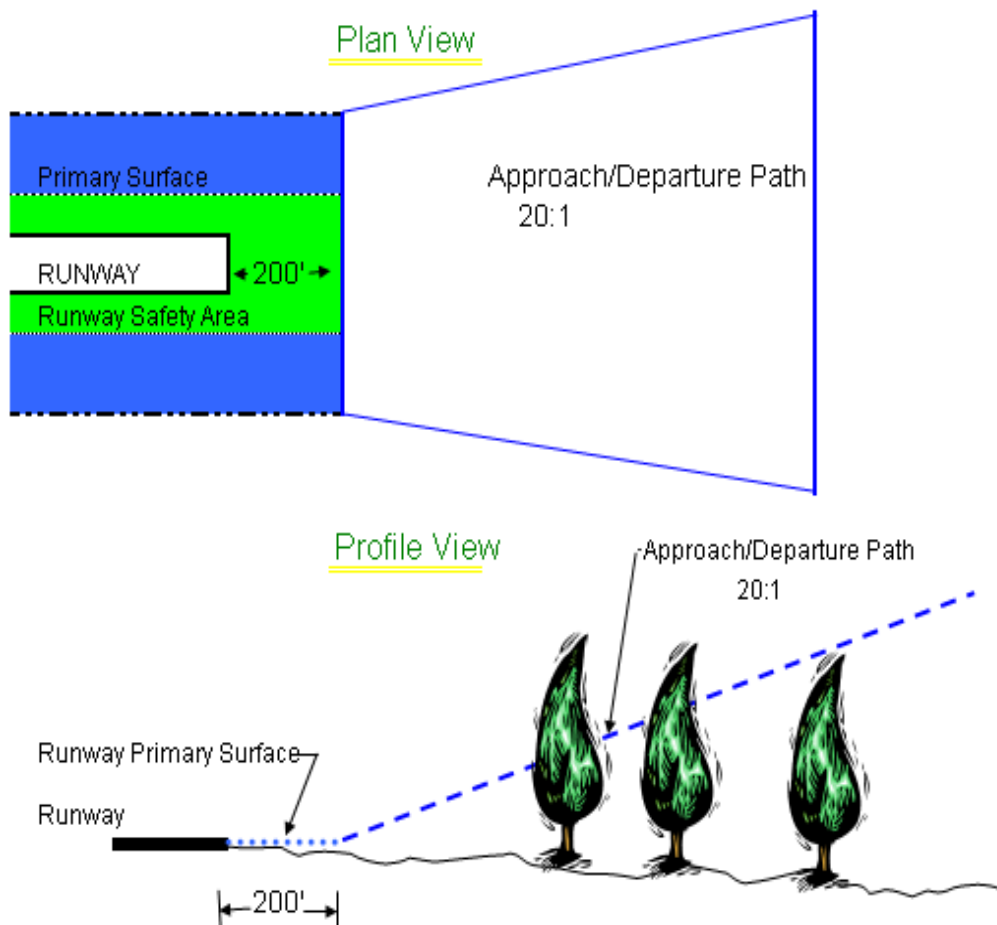 Plan View
Primary Surface
Approach/Departure Path
20:1
RUNWAY
200'
Runway Safety Area
Profile View
Approach/Departure Path
20:1
Runway Primary Surface
Runway
200'